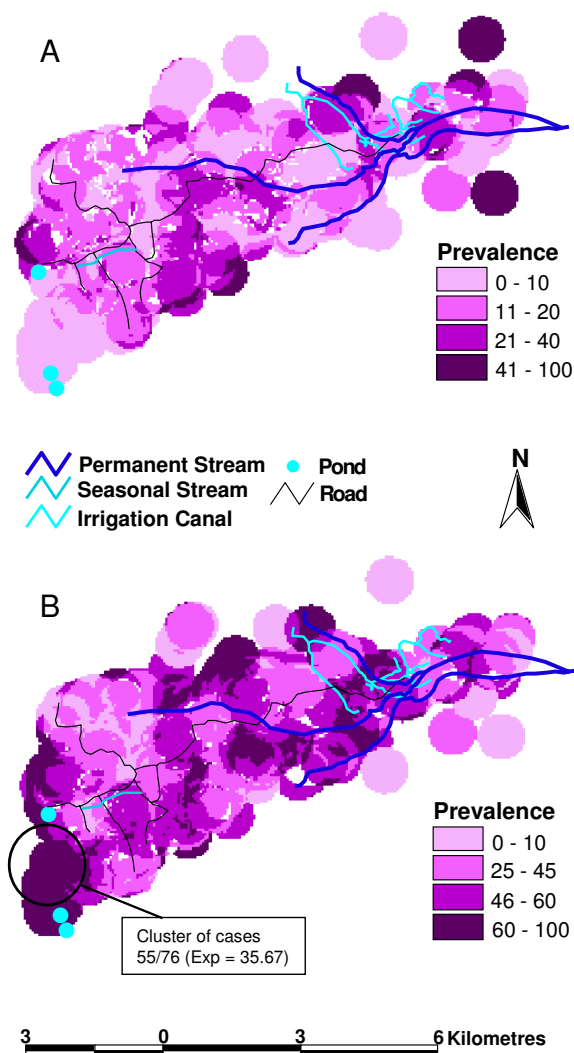 A
Prevalence
0 - 10
11 - 20
21 - 40
41 - 100
Permanent Stream
Seasonal Stream
Irrigation Canal
Pond
Road
N
B
Prevalence
0 - 10
25 - 45
46 - 60
60 - 100
Cluster of cases
55/76 (Exp = 35.67)
3 0 3 6 Kilometres